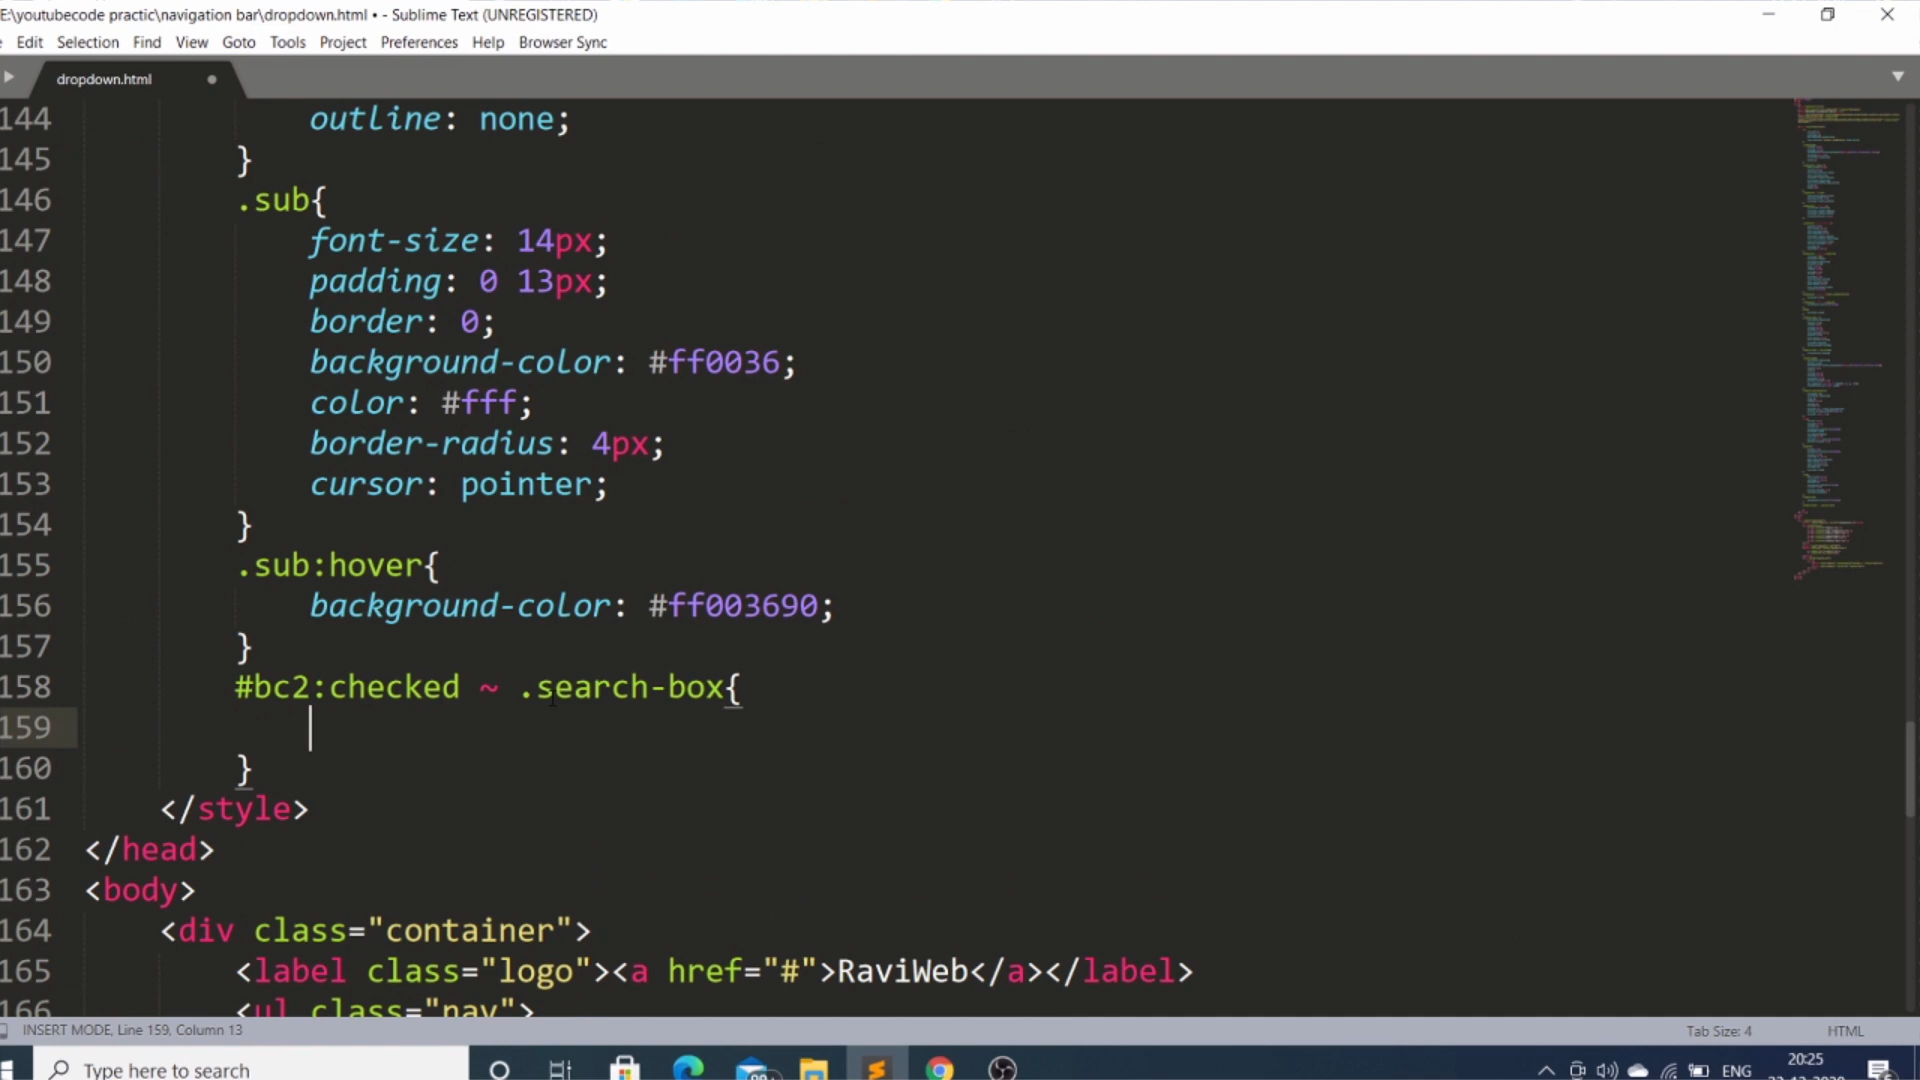 E:\youtubecode practic\navigation bar\dropdown.html • - Sublime Text (UNREGISTERED)
Edit Selection Find View Goto Tools Project Preferences Help Browser Sync
dropdown.html
144 outline: none;
145 }
146 .sub{
147 font-size: 14px;
148 padding: 0 13px;
149 border: 0;
150 background-color: #ff0036;
151 color: #fff;
152 border-radius: 4px;
153 cursor: pointer;
154 }
155 .sub:hover{
156 background-color: #ff003690;
157 }
158 #bc2:checked ~ .search-box{
159
160 }
161 </style>
162 </head>
163 <body>
164 <div class="container">
165 <label class="logo"><a href="#">RaviWeb</a></label>
166 <ul class="nav">
INSERT MODE, Line 159, Column 13 Tab Size: 4 HTML
Type here to search ENG 20:25